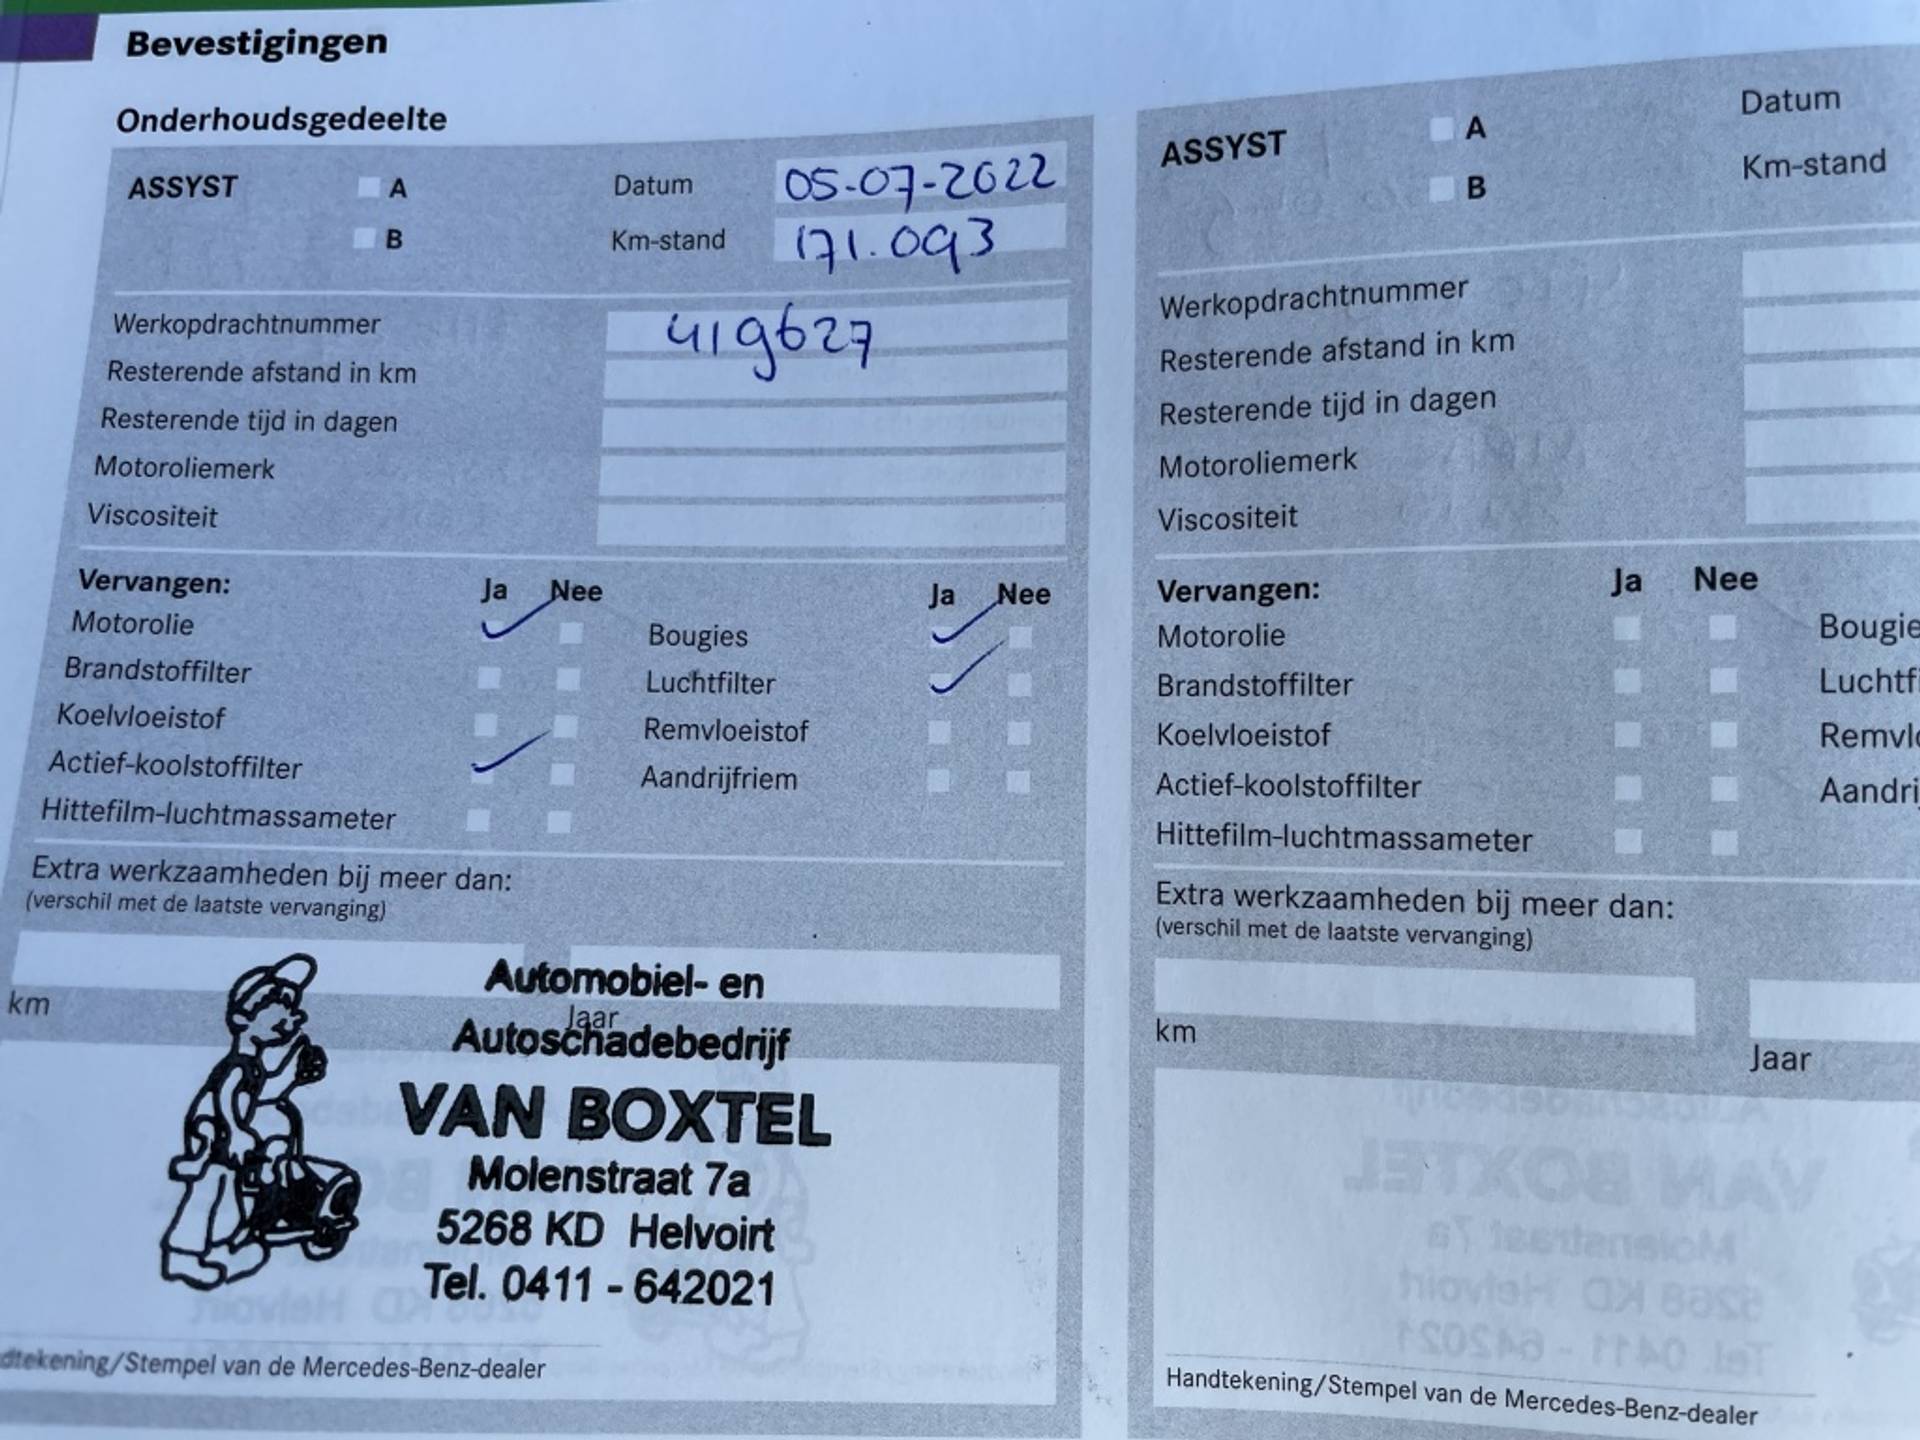 Bevestigingen
Onderhoudsgedeelte
ASSYST A Datum 05-07-2022
B Km-stand 171.093
Werkopdrachtnummer 419627
Resterende afstand in km
Resterende tijd in dagen
Motoroliemerk
Viscositeit
Vervangen: Ja Nee Ja Nee
Motorolie Bougies
Brandstoffilter Luchtfilter
Koelvloeistof Remvloeistof
Actief-koolstoffilter Aandrijfriem
Hittefilm-luchtmassameter
Extra werkzaamheden bij meer dan:
(verschil met de laatste vervanging)
km Jaar
Automobiel- en
Autoschadebedrijf
VAN BOXTEL
Molenstraat 7a
5268 KD Helvoirt
Tel. 0411 - 642021
dtekening/Stempel van de Mercedes-Benz-dealer
ASSYST A Datum
B Km-stand
Werkopdrachtnummer
Resterende afstand in km
Resterende tijd in dagen
Motoroliemerk
Viscositeit
Vervangen: Ja Nee
Motorolie Bougie
Brandstoffilter Luchtfi
Koelvloeistof Remvlo
Actief-koolstoffilter Aandrij
Hittefilm-luchtmassameter
Extra werkzaamheden bij meer dan:
(verschil met de laatste vervanging)
km Jaar
Handtekening/Stempel van de Mercedes-Benz-dealer